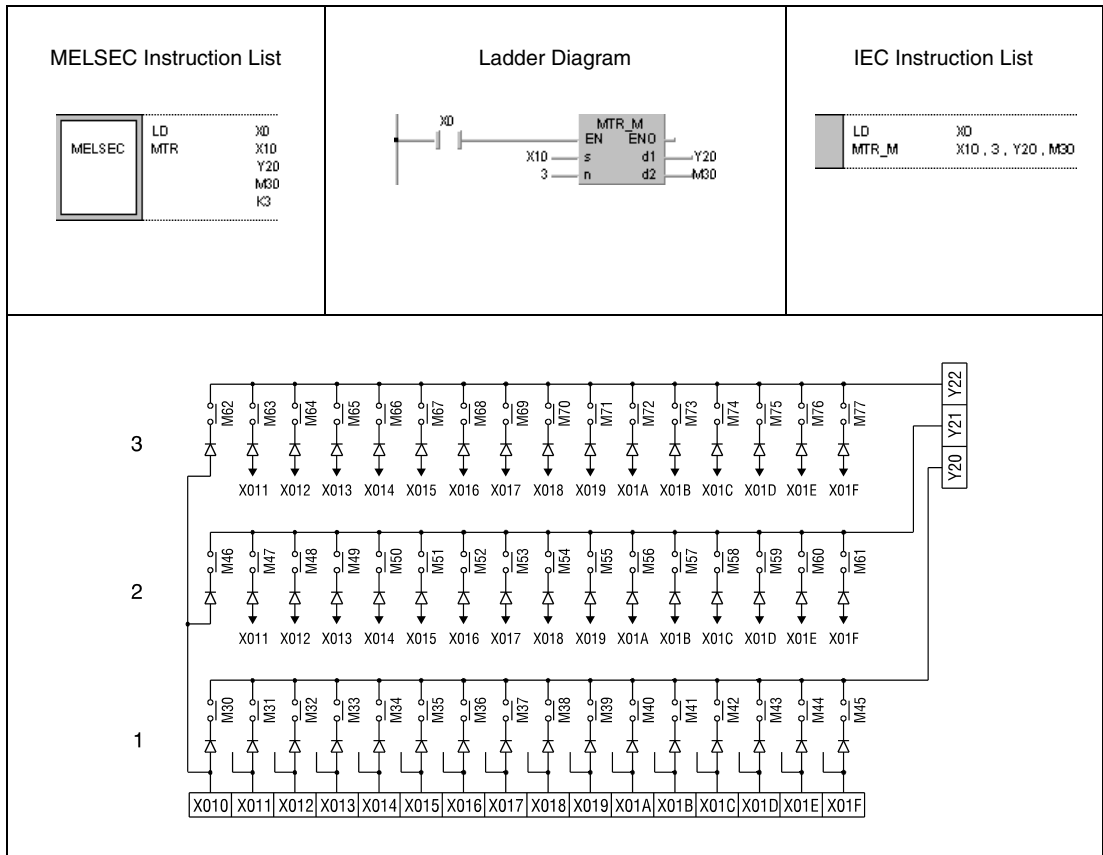 MELSEC Instruction List
MELSEC
LD X0
MTR X10
Y20
M30
K3
Ladder Diagram
X0
MTR_M
EN ENO
X10 s d1 Y20
3 n d2 M30
IEC Instruction List
LD X0
MTR_M X10 , 3 , Y20 , M30
Y22
Y21
Y20
3
M62 M63 M64 M65 M66 M67 M68 M69 M70 M71 M72 M73 M74 M75 M76 M77
X011 X012 X013 X014 X015 X016 X017 X018 X019 X01A X01B X01C X01D X01E X01F
2
M46 M47 M48 M49 M50 M51 M52 M53 M54 M55 M56 M57 M58 M59 M60 M61
X011 X012 X013 X014 X015 X016 X017 X018 X019 X01A X01B X01C X01D X01E X01F
1
M30 M31 M32 M33 M34 M35 M36 M37 M38 M39 M40 M41 M42 M43 M44 M45
X010 X011 X012 X013 X014 X015 X016 X017 X018 X019 X01A X01B X01C X01D X01E X01F